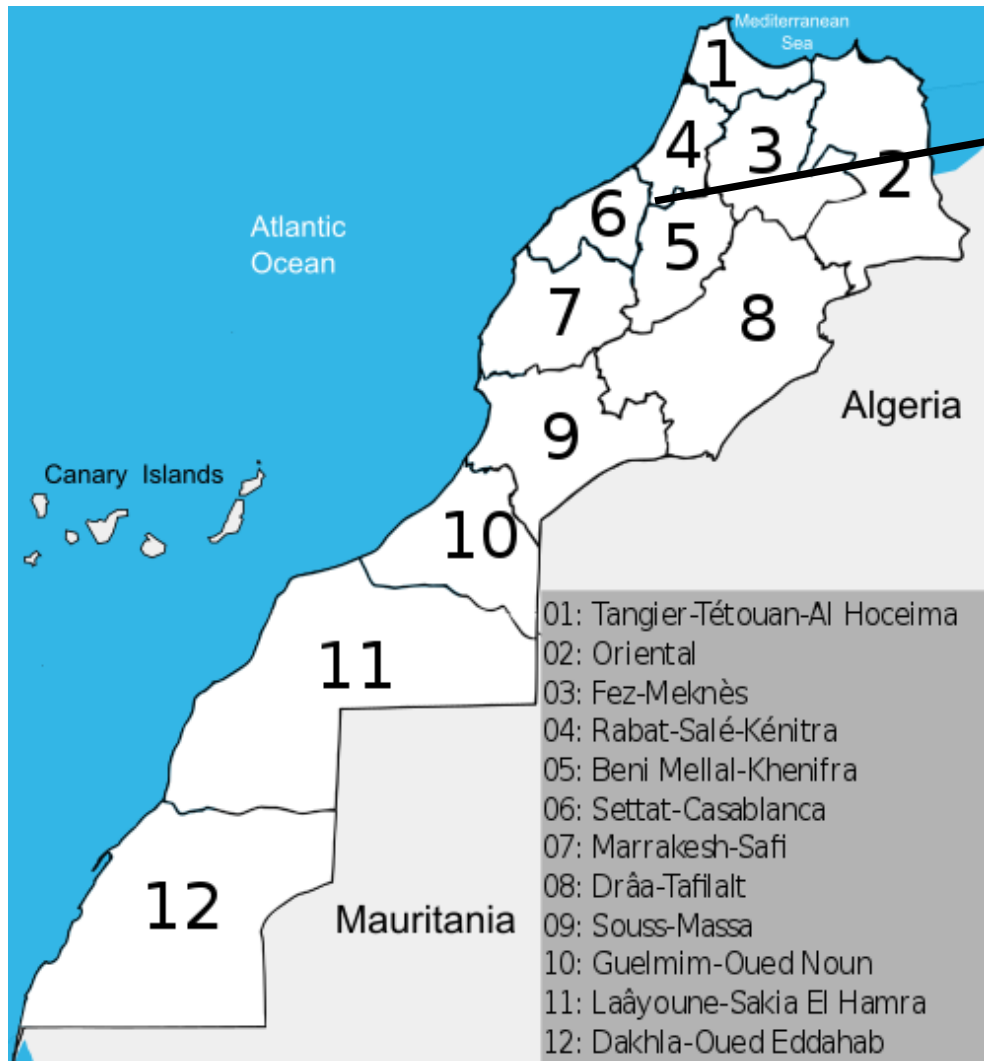 Mediterranean
Sea
1
4
3
2
6
5
Atlantic
Ocean
7
8
Algeria
9
Canary Islands
10
01: Tangier-Tétouan-Al Hoceima
02: Oriental
11
03: Fez-Meknès
04: Rabat-Salé-Kénitra
05: Beni Mellal-Khenifra
06: Settat-Casablanca
07: Marrakesh-Safi
12
08: Drâa-Tafilalt
Mauritania
09: Souss-Massa
10: Guelmim-Oued Noun
11: Laâyoune-Sakia El Hamra
12: Dakhla-Oued Eddahab